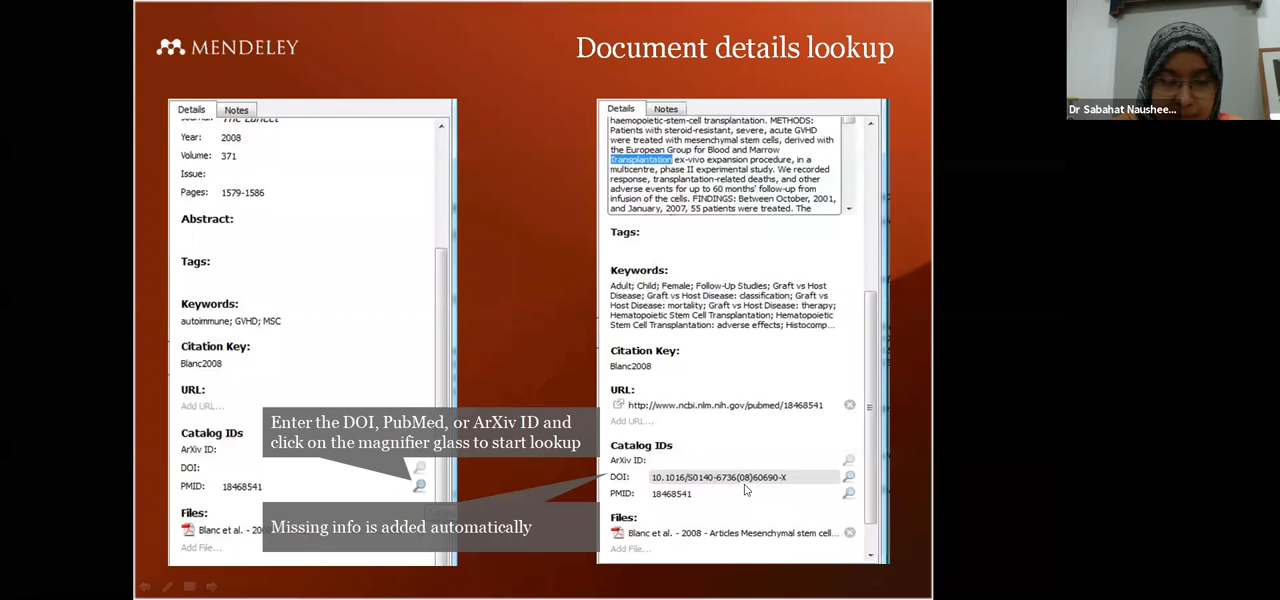 MENDELEY
Document details lookup
Dr Sabahat Naushee...
Details
Notes
Journal: The Lancet
Year: 2008
Volume: 371
Issue:
Pages: 1579-1586
Abstract:
Tags:
Keywords:
autoimmune; GVHD; MSC
Citation Key:
Blanc2008
URL:
Add URL...
Catalog IDs
ArXiv ID:
DOI:
PMID: 18468541
Files:
Blanc et al. - 20
Add File...
Enter the DOI, PubMed, or ArXiv ID and
click on the magnifier glass to start lookup
Missing info is added automatically
Details
Notes
haemopoietic-stem-cell transplantation. METHODS:
Patients with steroid-resistant, severe, acute GVHD
were treated with mesenchymal stem cells, derived with
the European Group for Blood and Marrow
Transplantation ex-vivo expansion procedure, in a
multicentre, phase II experimental study. We recorded
response, transplantation-related deaths, and other
adverse events for up to 60 months' follow-up from
infusion of the cells. FINDINGS: Between October, 2001,
and January, 2007, 55 patients were treated. The
Tags:
Keywords:
Adult; Child; Female; Follow-Up Studies; Graft vs Host
Disease; Graft vs Host Disease: classification; Graft vs
Host Disease: mortality; Graft vs Host Disease: therapy;
Hematopoietic Stem Cell Transplantation; Hematopoietic
Stem Cell Transplantation: adverse effects; Histocomp...
Citation Key:
Blanc2008
URL:
http://www.ncbi.nlm.nih.gov/pubmed/18468541
Add URL...
Catalog IDs
ArXiv ID:
DOI: 10.1016/S0140-6736(08)60690-X
PMID: 18468541
Files:
Blanc et al. - 2008 - Articles Mesenchymal stem cell...
Add File...